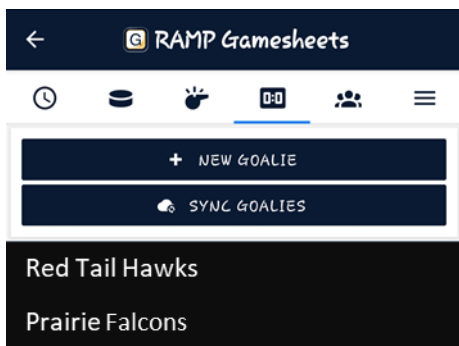 G RAMP Gamesheets
0:0
+ NEW GOALIE
SYNC GOALIES
Red Tail Hawks
Prairie Falcons